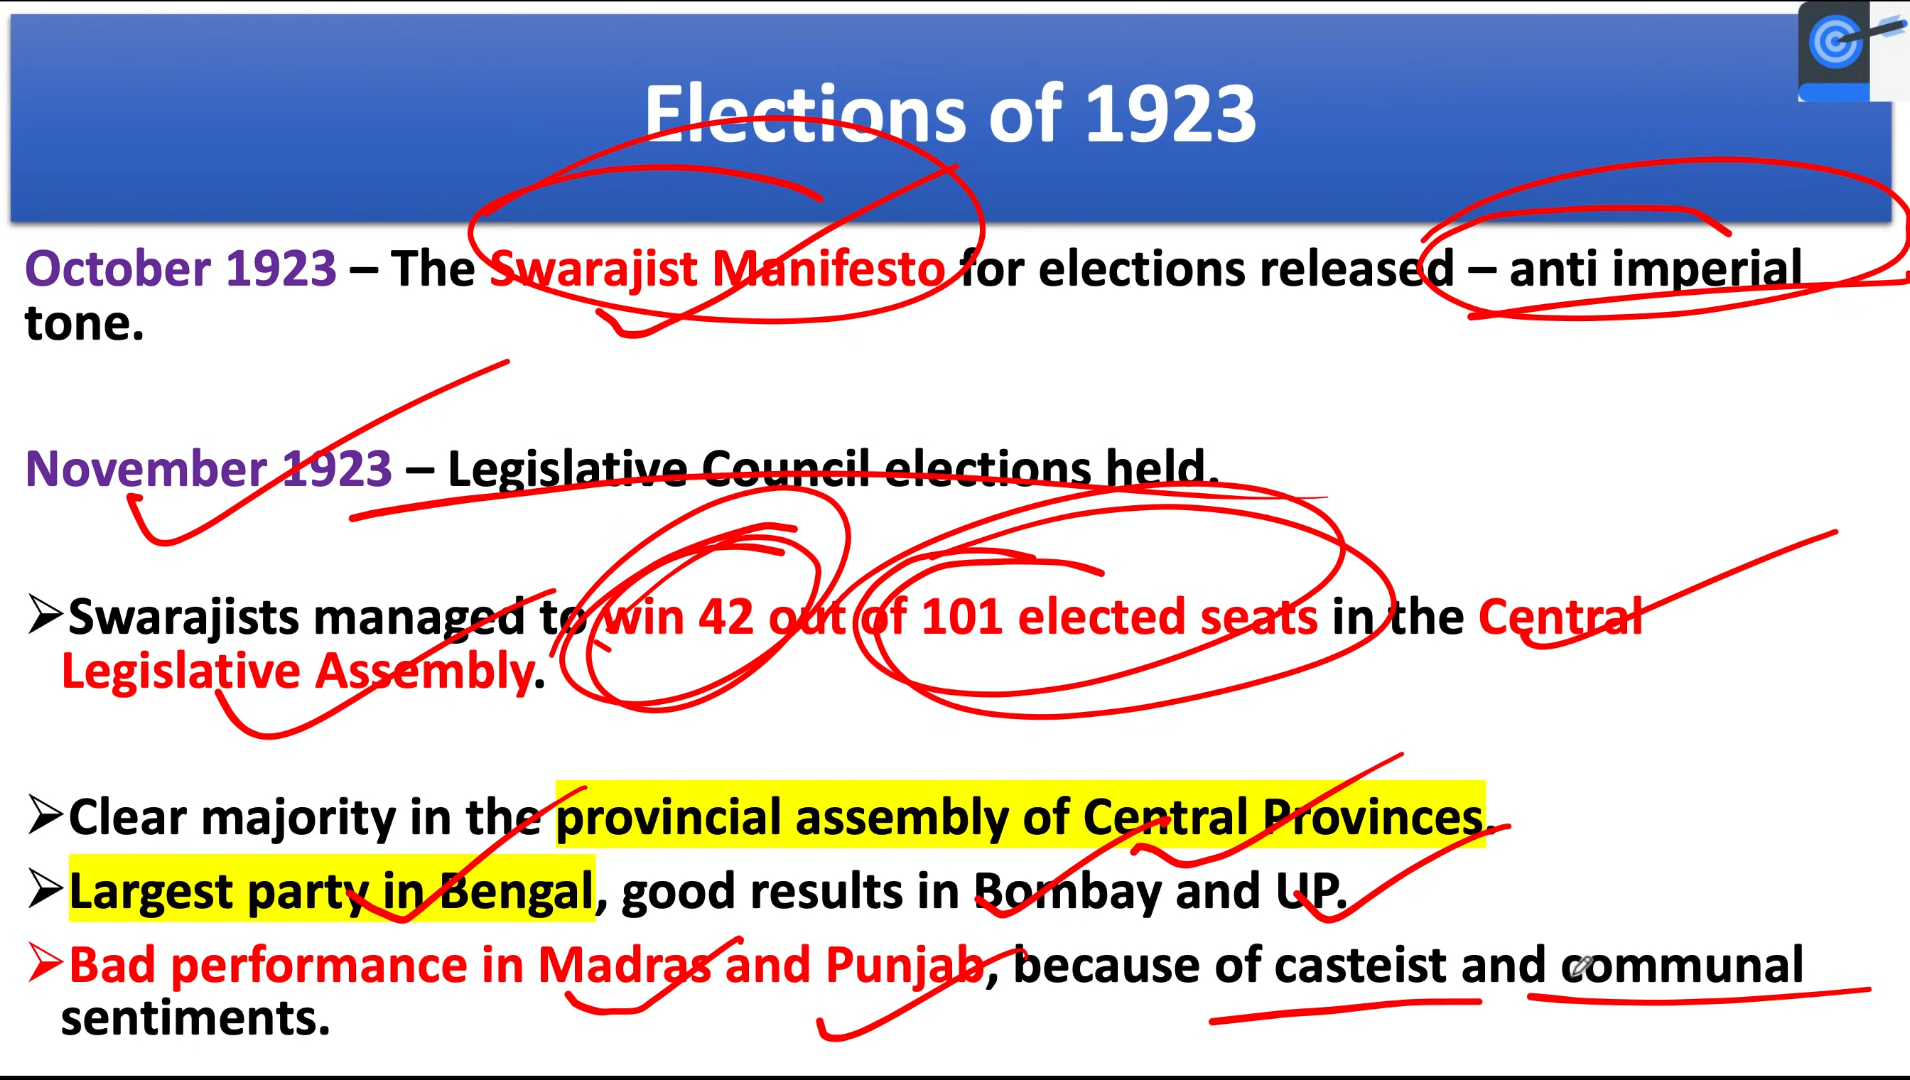 Elections of 1923
October 1923 – The Swarajist Manifesto for elections released – anti imperial
tone.
November 1923 – Legislative Council elections held.
➢Swarajists managed to win 42 out of 101 elected seats in the Central
Legislative Assembly.
➢Clear majority in the provincial assembly of Central Provinces.
➢Largest party in Bengal, good results in Bombay and UP.
➢Bad performance in Madras and Punjab, because of casteist and communal
sentiments.